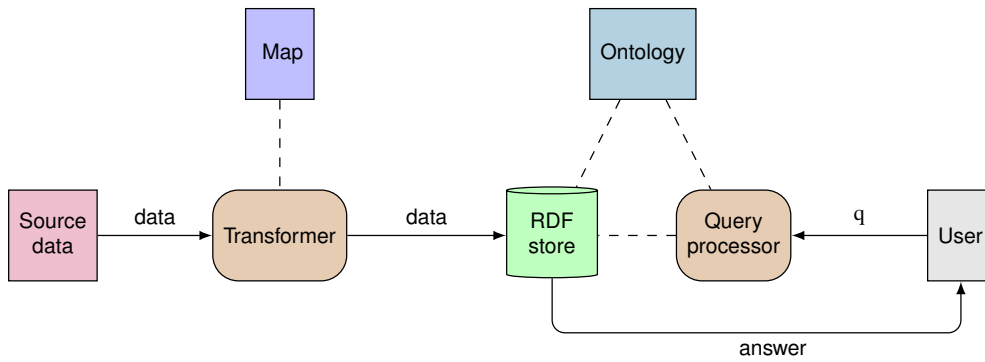 Map
Ontology
Source
data
data
Transformer
data
RDF
store
Query
processor
q
User
answer